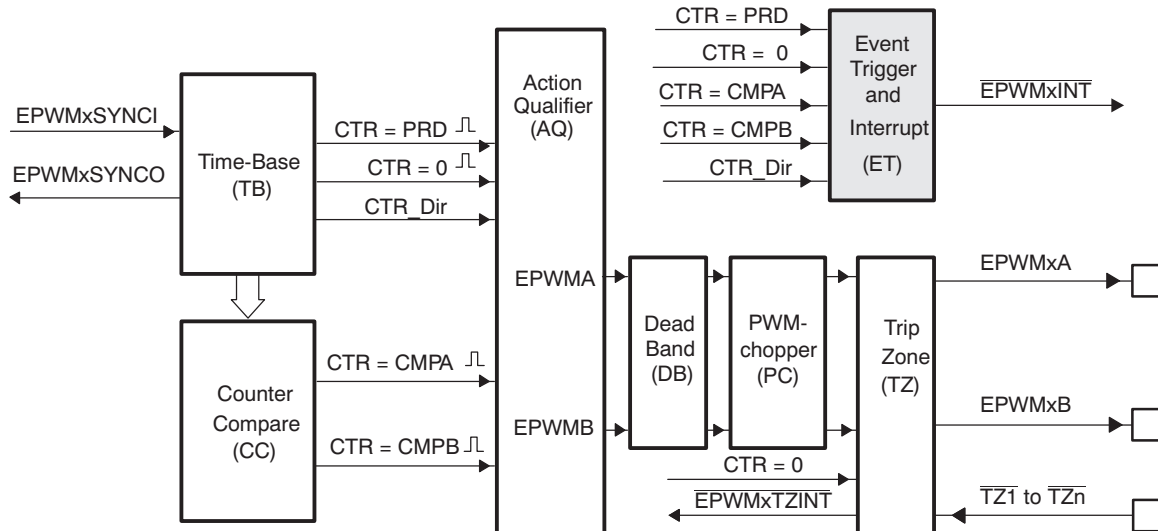 EPWMxSYNCI
EPWMxSYNCO
Time-Base
(TB)
CTR = PRD
CTR = 0
CTR_Dir
Counter
Compare
(CC)
CTR = CMPA
CTR = CMPB
Action
Qualifier
(AQ)
EPWMA
EPWMB
CTR = PRD
CTR = 0
CTR = CMPA
CTR = CMPB
CTR_Dir
Event
Trigger
and
Interrupt
(ET)
EPWMxINT
Dead
Band
(DB)
PWM-
chopper
(PC)
CTR = 0
EPWMxTZINT
Trip
Zone
(TZ)
EPWMxA
EPWMxB
TZ1 to TZn